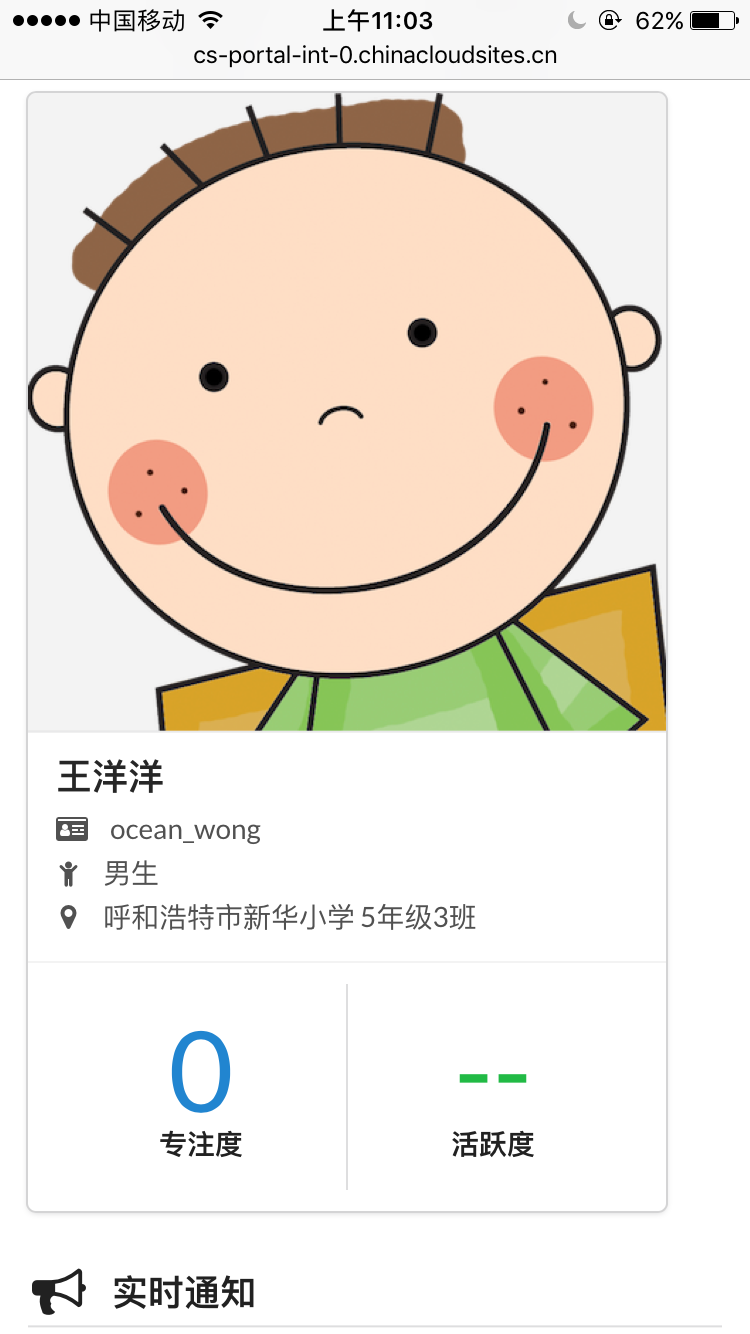 中国移动 上午11:03 62%
cs-portal-int-0.chinacloudsites.cn
王洋洋
ocean_wong
男生
呼和浩特市新华小学 5年级3班
0 --
专注度 活跃度
实时通知